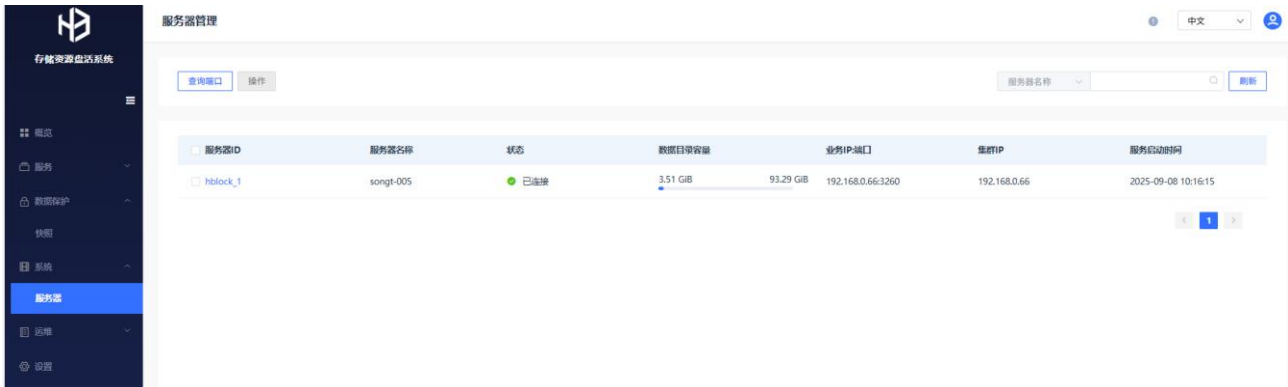 服务器管理
中文
存储资源盘活系统
查询端口 操作 服务器名称 刷新
概览
服务
数据保护
快照
系统
服务器
运维
设置
服务器ID 服务器名称 状态 数据目录容量 业务IP:端口 集群IP 服务启动时间
hblock_1 songt-005 已连接 3.51 GiB 93.29 GiB 192.168.0.66:3260 192.168.0.66 2025-09-08 10:16:15
1